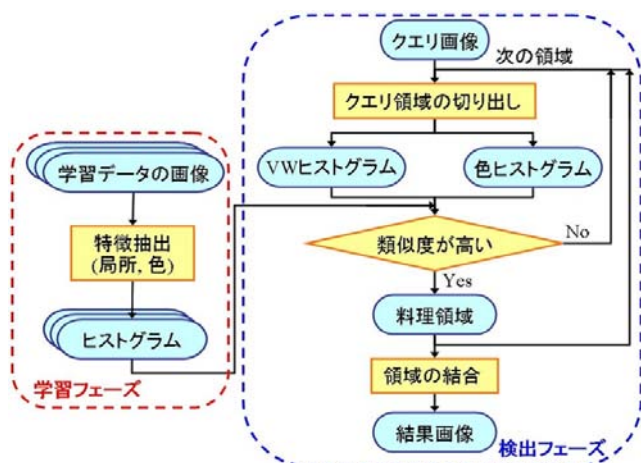 クエリ画像
次の領域
クエリ領域の切り出し
VWヒストグラム
色ヒストグラム
類似度が高い
No
Yes
料理領域
領域の結合
結果画像
検出フェーズ
学習データの画像
特徴抽出
(局所, 色)
ヒストグラム
学習フェーズ